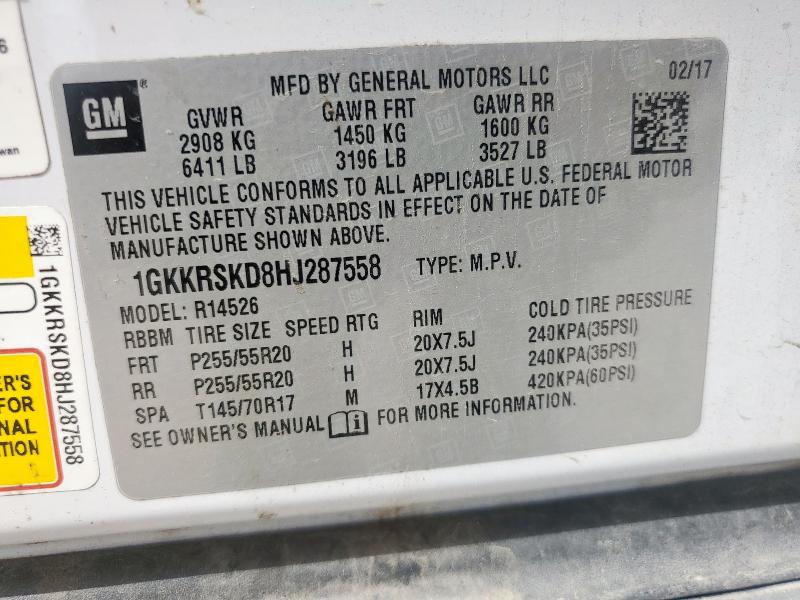 MFD BY GENERAL MOTORS LLC 02/17
GM®
GVWR GAWR FRT GAWR RR
2908 KG 1450 KG 1600 KG
6411 LB 3196 LB 3527 LB
THIS VEHICLE CONFORMS TO ALL APPLICABLE U.S. FEDERAL MOTOR
VEHICLE SAFETY STANDARDS IN EFFECT ON THE DATE OF
MANUFACTURE SHOWN ABOVE.
1GKKRSKD8HJ287558 TYPE: M.P.V.
MODEL: R14526
RBBM TIRE SIZE SPEED RTG RIM COLD TIRE PRESSURE
FRT P255/55R20 H 20X7.5J 240KPA(35PSI)
RR P255/55R20 H 20X7.5J 240KPA(35PSI)
SPA T145/70R17 M 17X4.5B 420KPA(60PSI)
SEE OWNER'S MANUAL FOR MORE INFORMATION.
1GKKRSKD8HJ287558
FOR